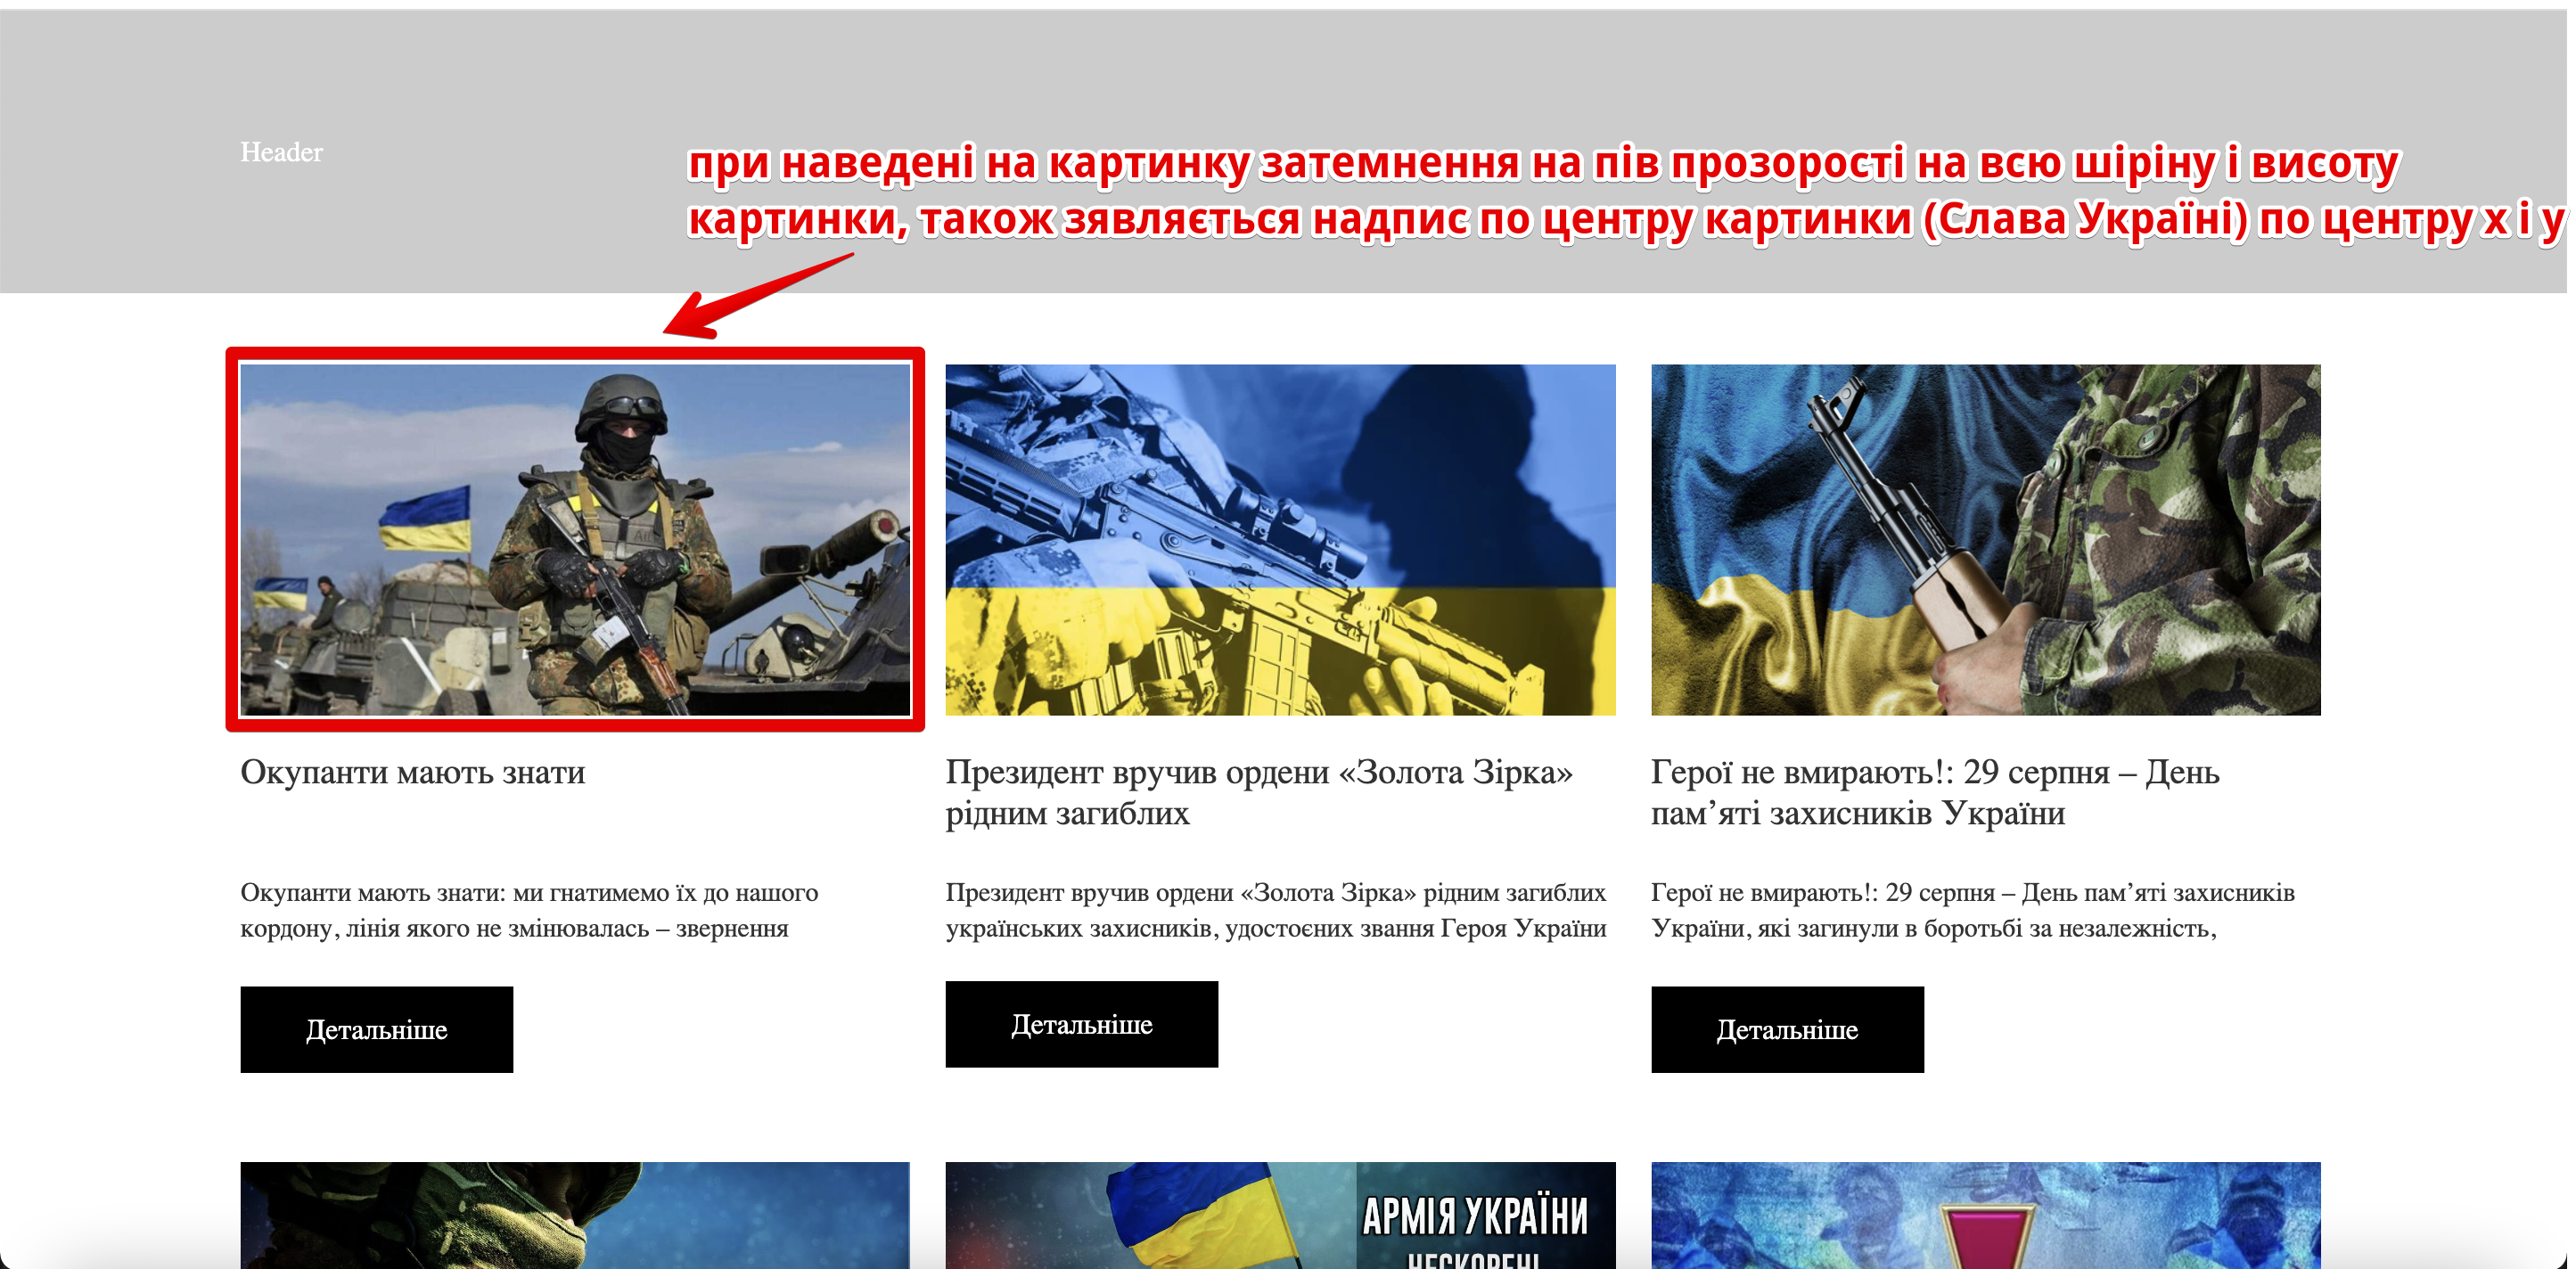 Header
при наведені на картинку затемнення на пів прозорості на всю шіріну і висоту
картинки, також зявляється надпис по центру картинки (Слава Україні) по центру x і y
Окупанти мають знати
Президент вручив ордени «Золота Зірка»
рідним загиблих
Герої не вмирають!: 29 серпня – День
пам’яті захисників України
Окупанти мають знати: ми гнатимемо їх до нашого
кордону, лінія якого не змінювалась – звернення
Президент вручив ордени «Золота Зірка» рідним загиблих
українських захисників, удостоєних звання Героя України
Герої не вмирають!: 29 серпня – День пам’яті захисників
України, які загинули в боротьбі за незалежність,
Детальніше
Детальніше
Детальніше
АРМІЯ УКРАЇНИ
НЕСКОРЕНІ